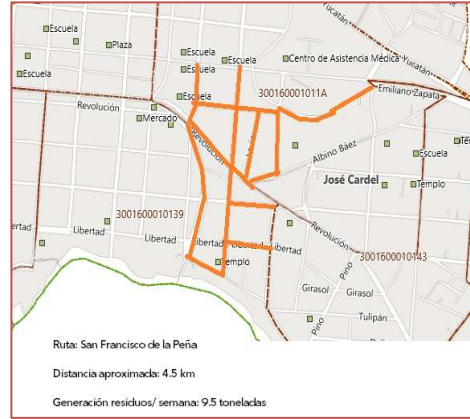 Yucatán
Escuela
Plaza
Escuela
Escuela
Centro de Asistencia Médica
Yucatán
Escuela
Escuela
300160001011A
Emiliano Zapata
Revolución
Mercado
Revolución
Albino Báez
Escuela
José Cardel
Templo
3001600010139
Libertad
Libertad
Libertad
Libertad
Libertad
Revolución
3001600010143
Templo
Pino
Girasol
Girasol
Pino
Tulipán
Ruta: San Francisco de la Peña
Distancia aproximada: 4.5 km
Generación residuos/ semana: 9.5 toneladas